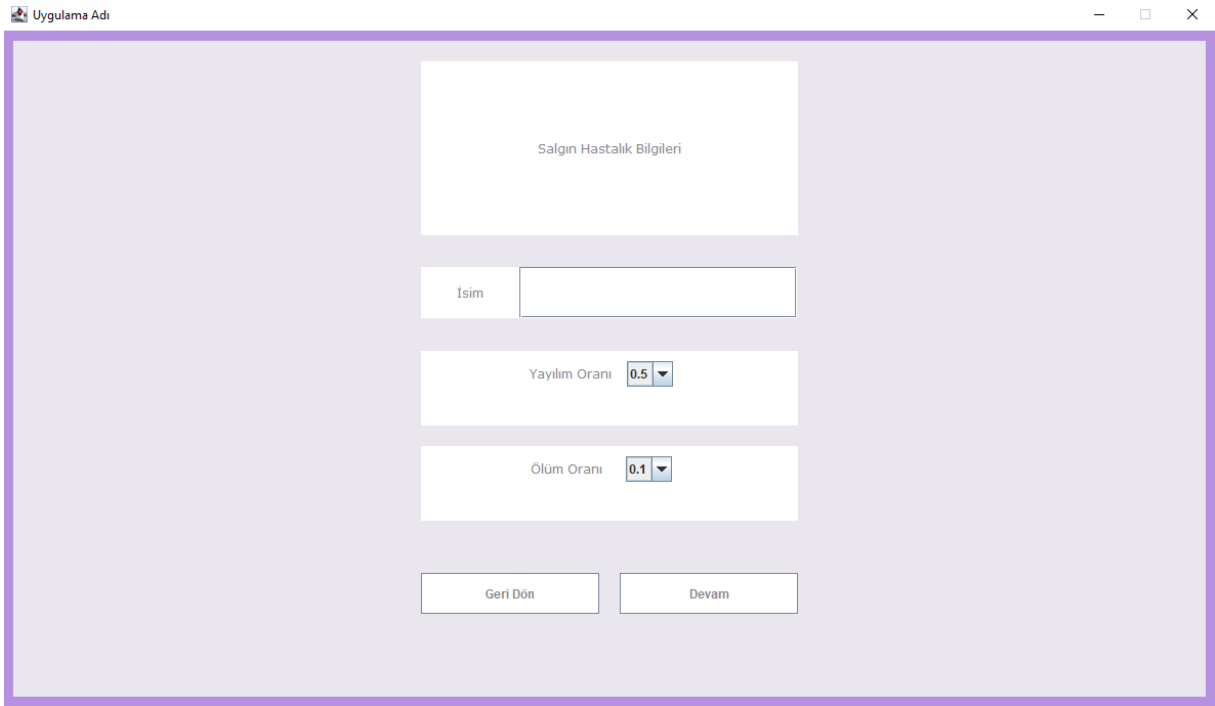 Uygulama Adı
Salgın Hastalık Bilgileri
İsim
Yayılım Oranı 0.5
Ölüm Oranı 0.1
Geri Dön Devam